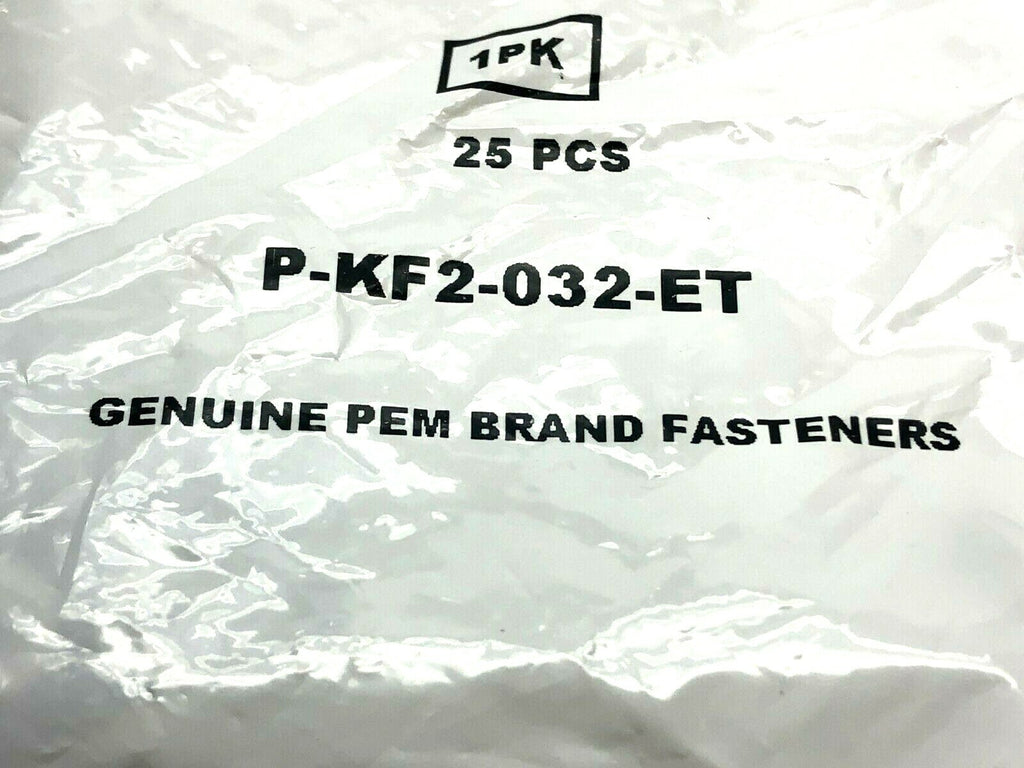 1PK
25 PCS
P-KF2-032-ET
GENUINE PEM BRAND FASTENERS